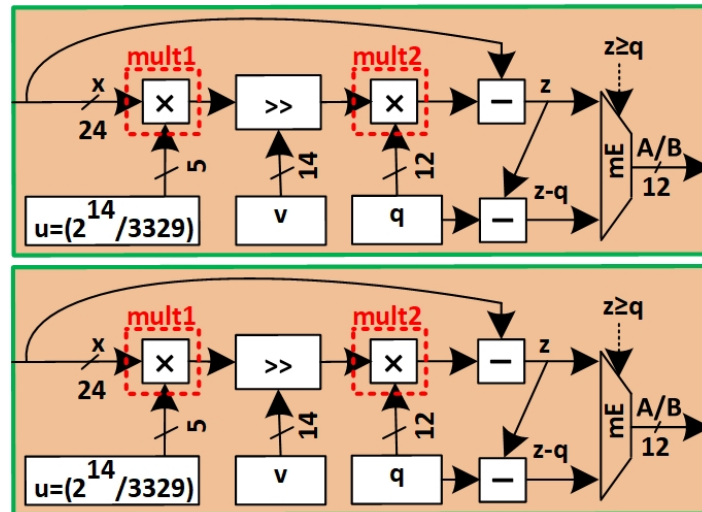 z≥q
mult1
mult2
x
×
>>
×
−
z
A/B
24
mE
12
5
14
12
z-q
u=(2^14/3329)
v
q
−
z≥q
mult1
mult2
x
×
>>
×
−
z
A/B
24
mE
12
5
14
12
z-q
u=(2^14/3329)
v
q
−